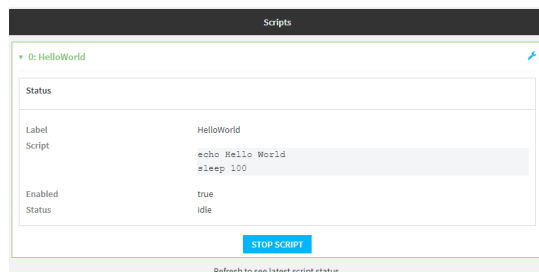 Scripts
0: HelloWorld
Status
Label HelloWorld
Script
echo Hello World
sleep 100
Enabled true
Status idle
STOP SCRIPT
Refresh to see latest script status